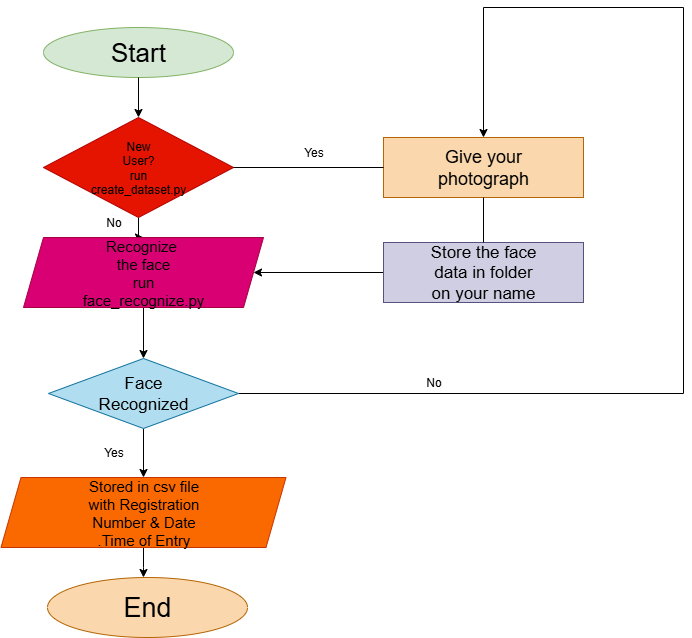 Start
New
User?
run
create_dataset.py
Yes
Give your
photograph
No
Recognize
the face
run
face_recognize.py
Store the face
data in folder
on your name
Face
Recognized
No
Yes
Stored in csv file
with Registration
Number & Date
.Time of Entry
End